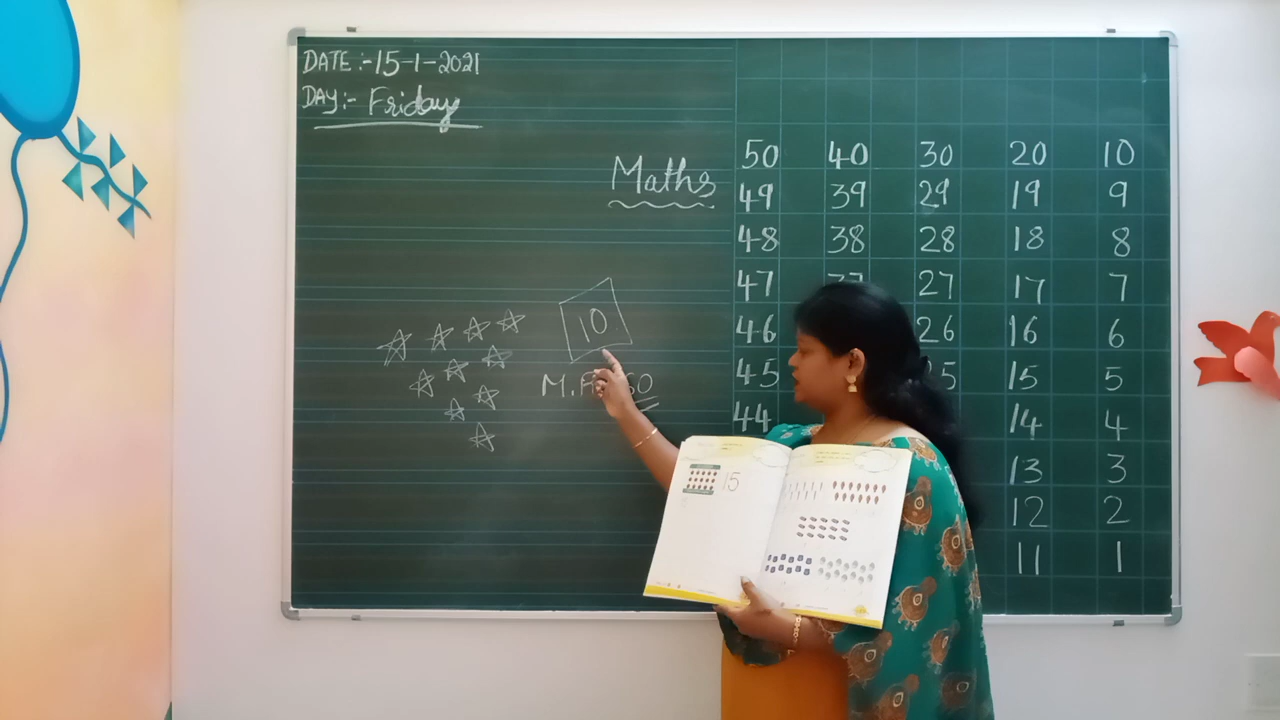 DATE:-15-1-2021
DAY:- Friday
Maths
50 40 30 20 10
49 39 29 19 9
48 38 28 18 8
47 27 17 7
46 26 16 6
45 15 5
44 14 4
13 3
12 2
11 1
10
15